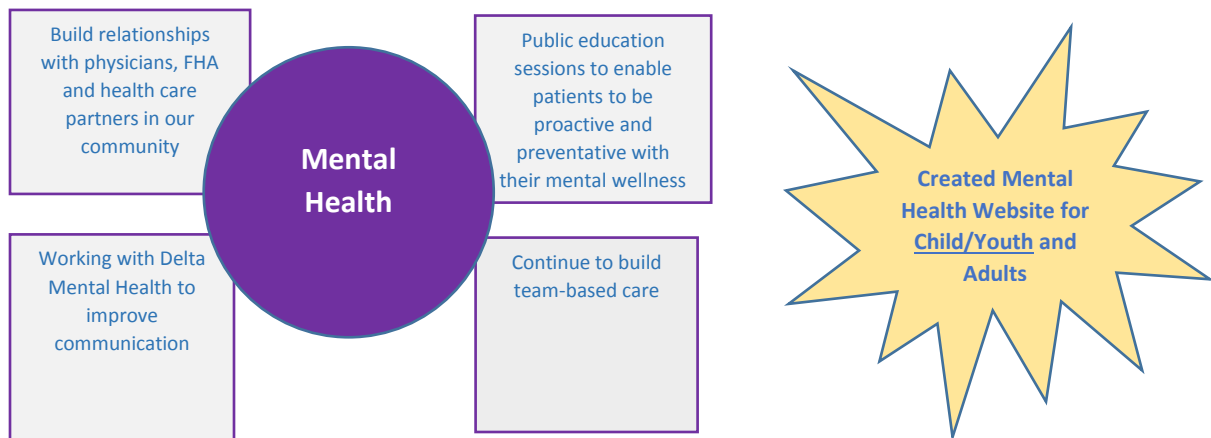 Build relationships
with physicians, FHA
and health care
partners in our
community
Mental
Health
Public education
sessions to enable
patients to be
proactive and
preventative with
their mental wellness
Working with Delta
Mental Health to
improve
communication
Continue to build
team-based care
Created Mental
Health Website for
Child/Youth and
Adults